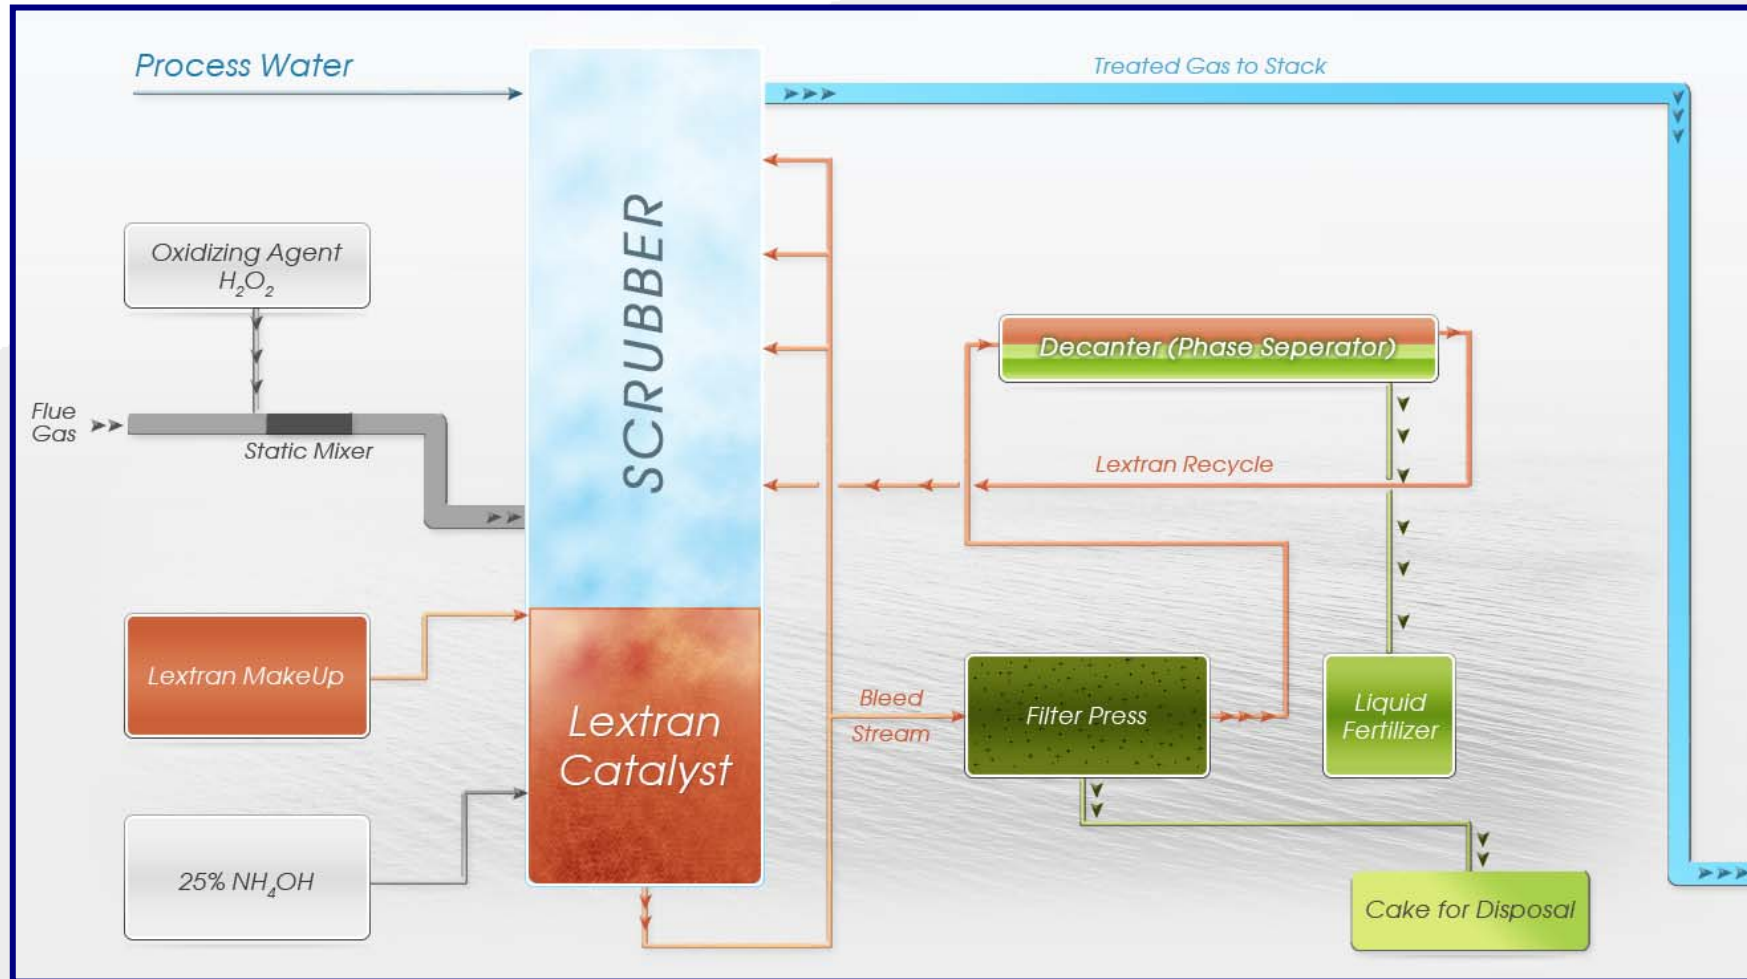 Process Water
Treated Gas to Stack
Oxidizing Agent
H₂O₂
SCRUBBER
Decanter (Phase Seperator)
Flue
Gas
Static Mixer
Lextran Recycle
Lextran MakeUp
Lextran
Catalyst
Bleed
Stream
Filter Press
Liquid
Fertilizer
25% NH₄OH
Cake for Disposal